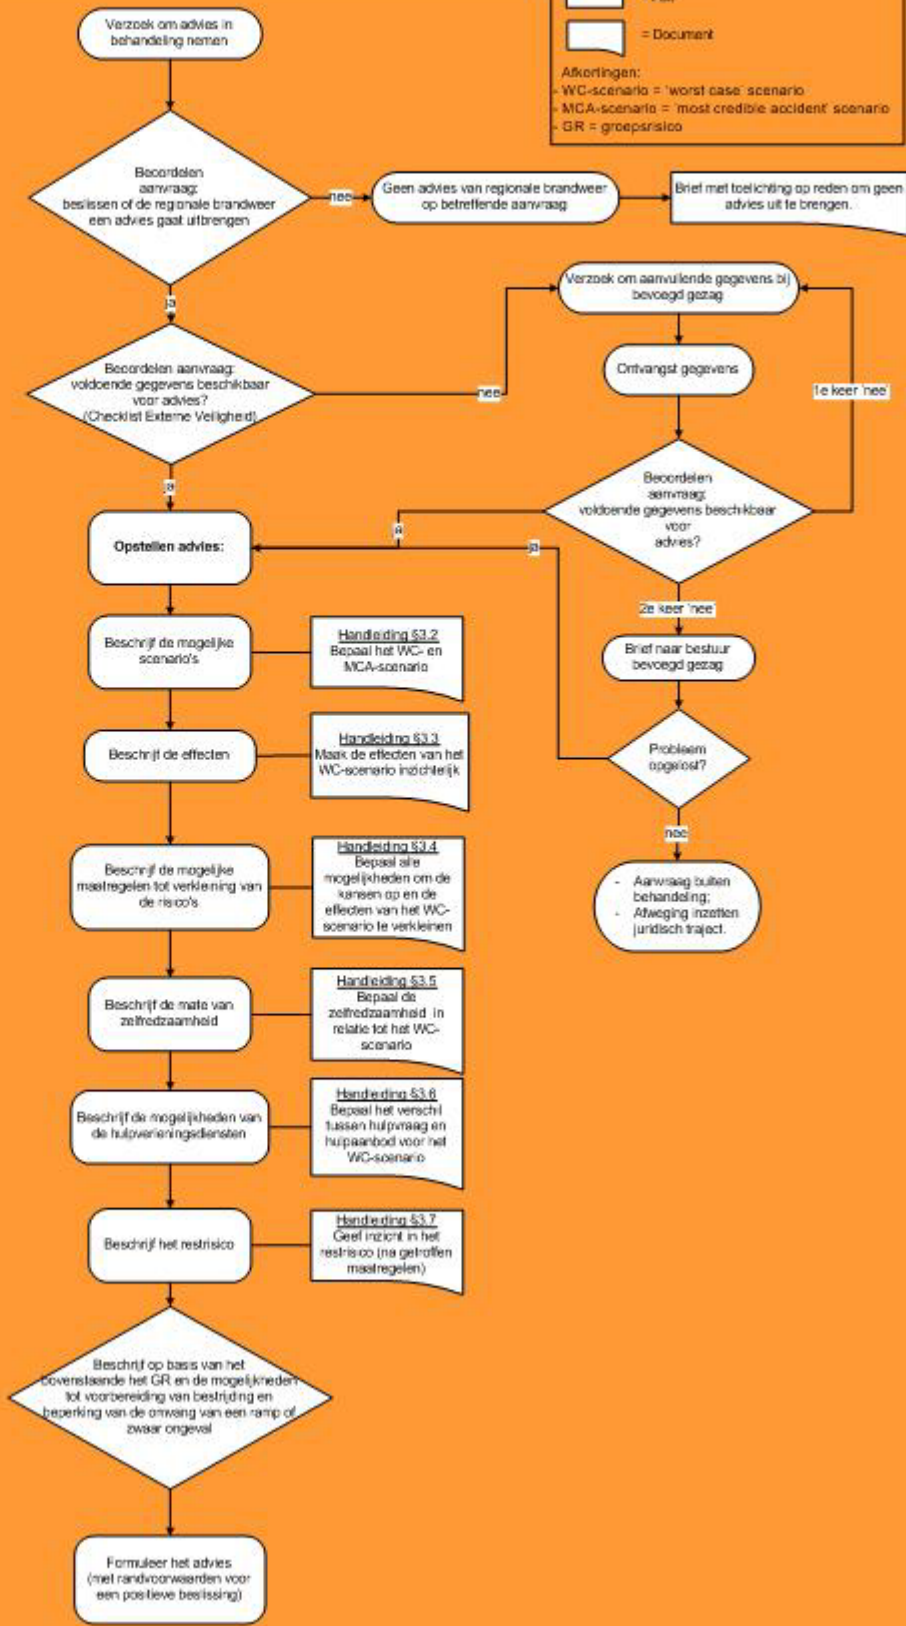 Verzoek om advies in
behandeling nemen
= Document
Afkortingen:
- WC-scenario = 'worst case' scenario
- MCA-scenario = 'most credible accident' scenario
- GR = groepsrisico
Beoordelen
aanvraag:
beslissen of de regionale brandweer
een advies gaat uitbrengen
nee
Geen advies van regionale brandweer
op betreffende aanvraag
Brief met toelichting op reden om geen
advies uit te brengen.
ja
Verzoek om aanvullende gegevens bij
bevoegd gezag
Beoordelen aanvraag:
voldoende gegevens beschikbaar
voor advies?
(Checklist Externe Veiligheid)
nee
Ontvangst gegevens
1e keer 'nee'
ja
Beoordelen
aanvraag:
voldoende gegevens beschikbaar
voor
advies?
Opstellen advies:
ja
2e keer 'nee'
Brief naar bestuur
bevoegd gezag
Probleem
opgelost?
nee
- Aanvraag buiten
behandeling;
- Afweging inzetten
juridisch traject.
Beschrijf de mogelijke
scenario's
Handleiding §3.2
Bepaal het WC- en
MCA-scenario
Beschrijf de effecten
Handleiding §3.3
Maak de effecten van het
WC-scenario inzichterijk
Beschrijf de mogelijke
maatregelen tot verkleining van
de risico's
Handleiding §3.4
Bepaal alle
mogelijkheden om de
kansen op en de
effecten van het WC-
scenario te verkleinen
Beschrijf de mate van
zelfredzaamheid
Handleiding §3.5
Bepaal de
zelfredzaamheid in
relatie tot het WC-
scenario
Beschrijf de mogelijkheden van
de hulpverleningsdiensten
Handleiding §3.6
Bepaal het verschil
tussen hulpvraag en
hulpaanbod voor het
WC-scenario
Beschrijf het restrisico
Handleiding §3.7
Geef inzicht in het
restrisico (na getroffen
maatregelen)
Beschrijf op basis van het
bovenstaande het GR en de mogelijkheden
tot voorbereiding van bestrijding en
beperking van de omvang van een ramp of
zwaar ongeval
Formuleer het advies
(met randvoorwaarden voor
een positieve beslissing)